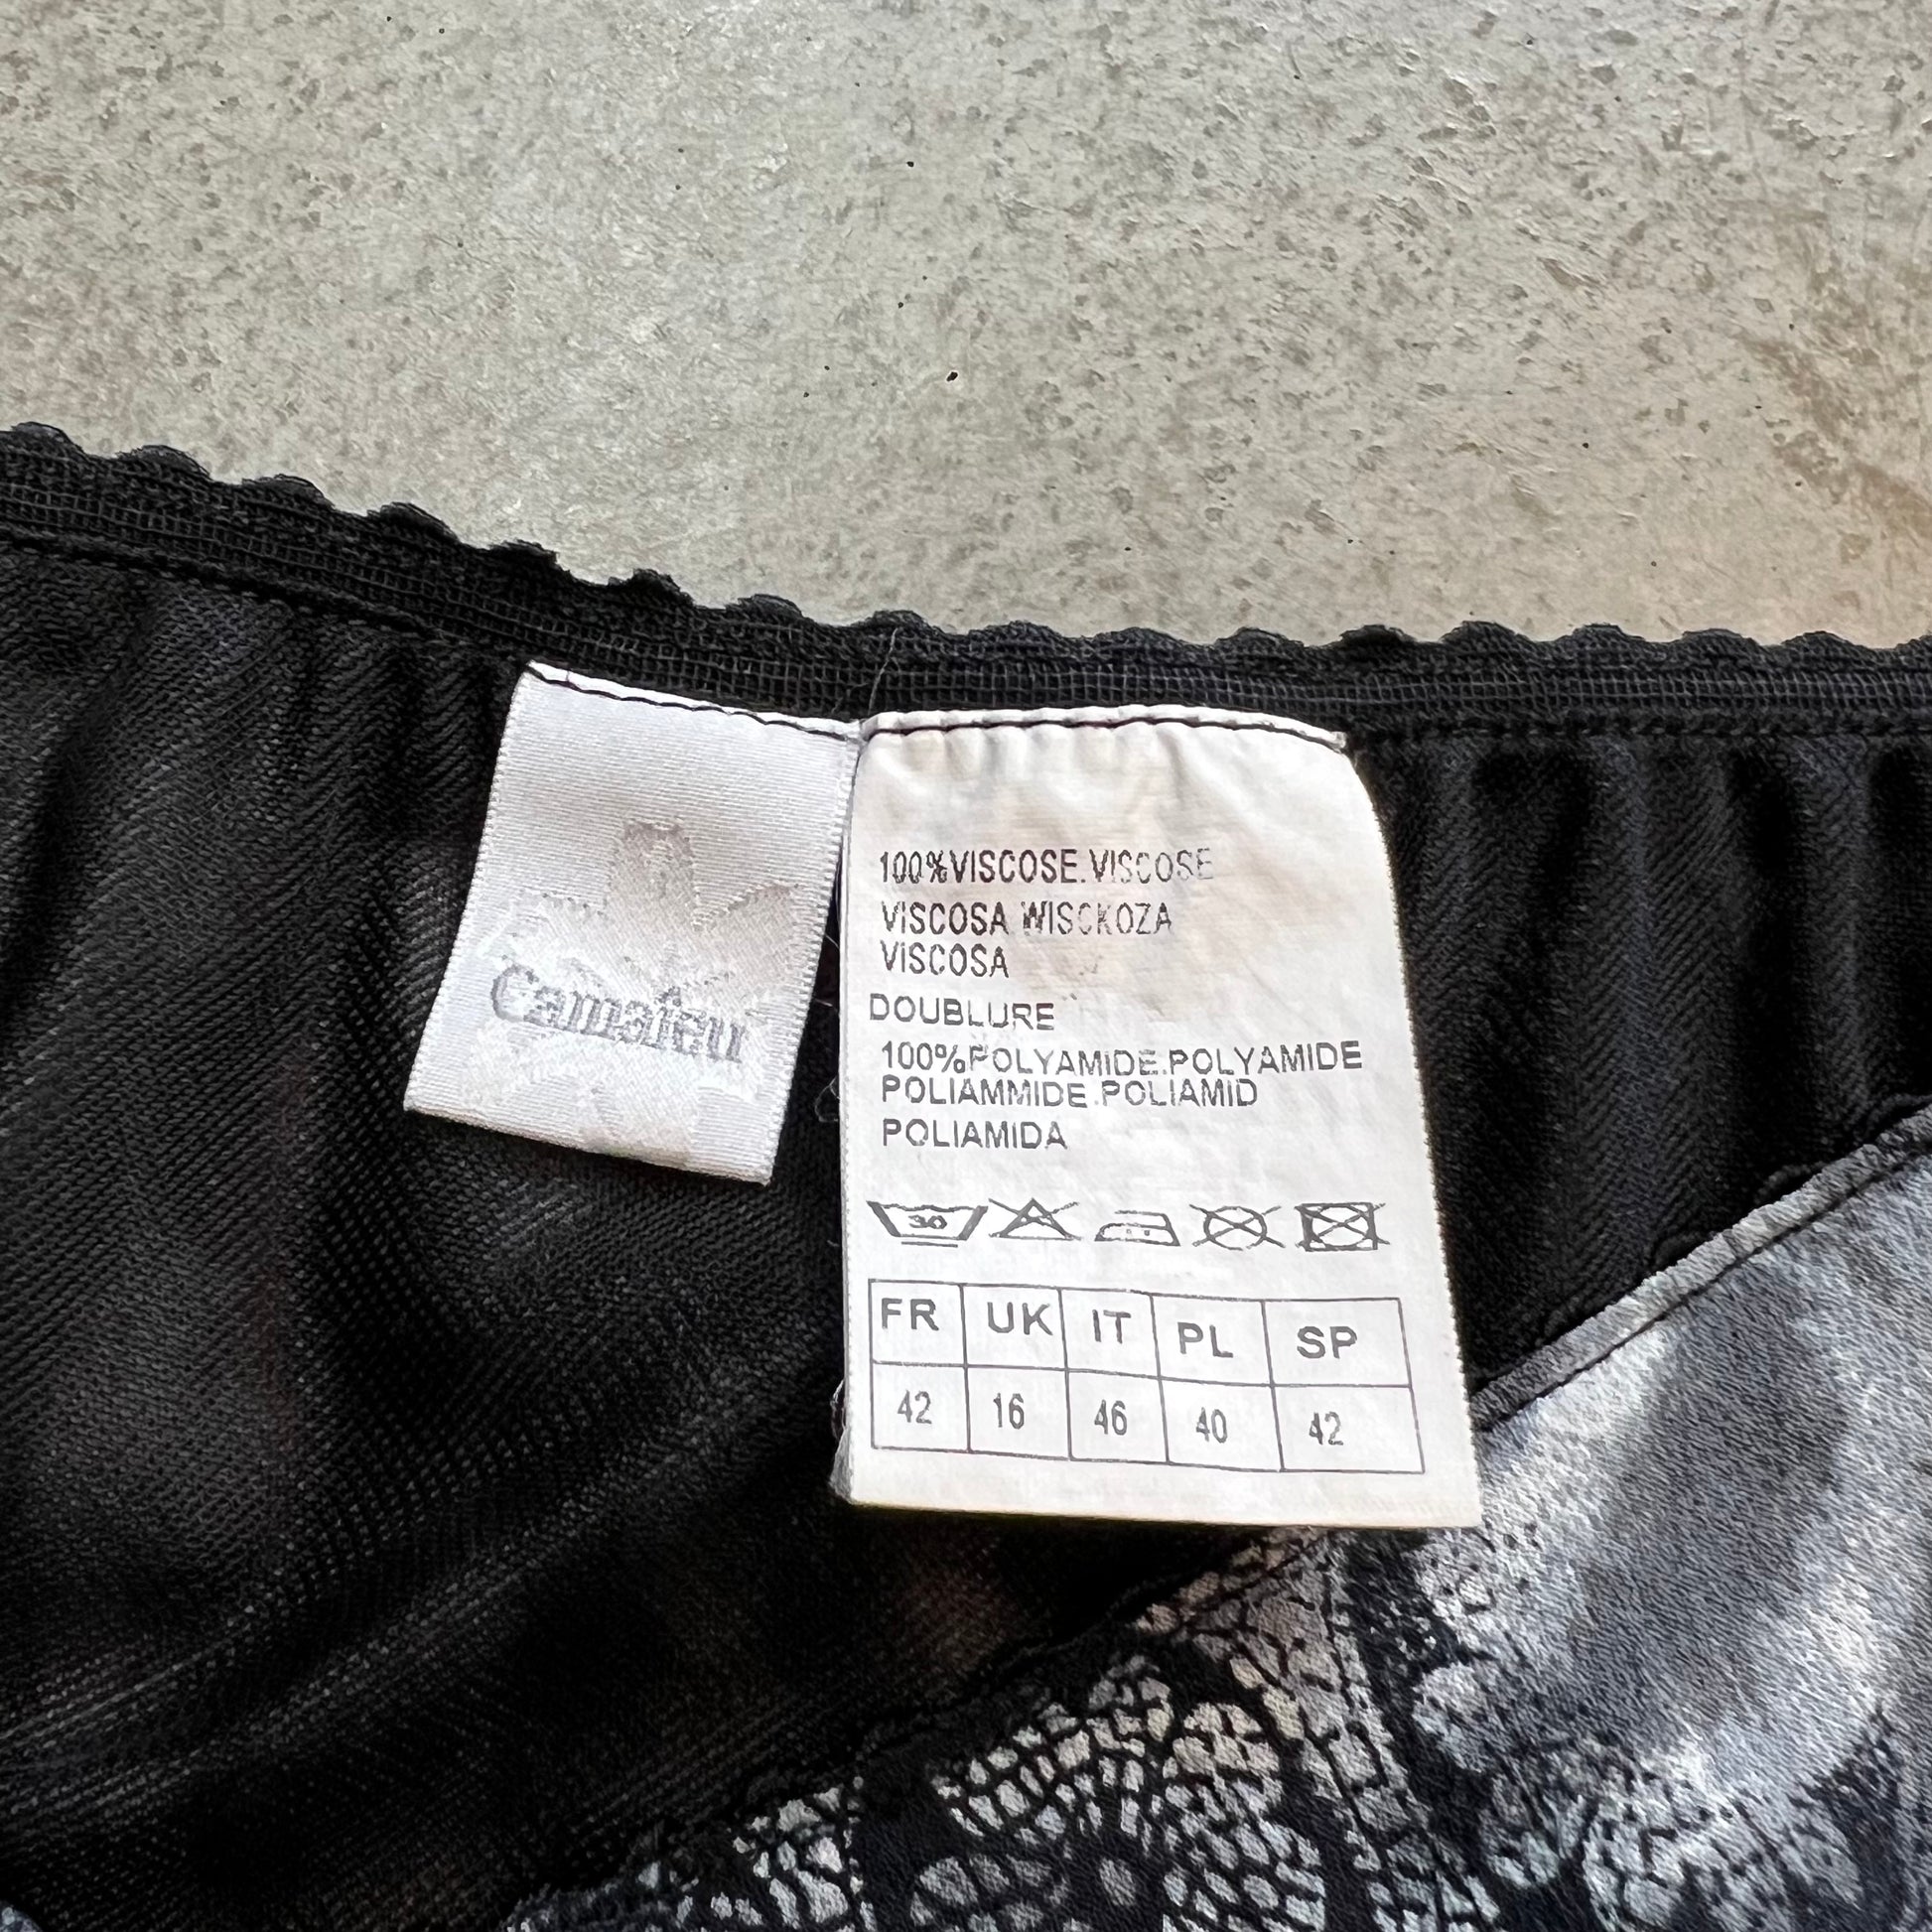 Camaïeu
100%VISCOSE.VISCOSE
VISCOSA WISCKOZA
VISCOSA
DOUBLURE
100%POLYAMIDE.POLYAMIDE
POLIAMMIDE.POLIAMID
POLIAMIDA
30
FR UK IT PL SP
42 16 46 40 42